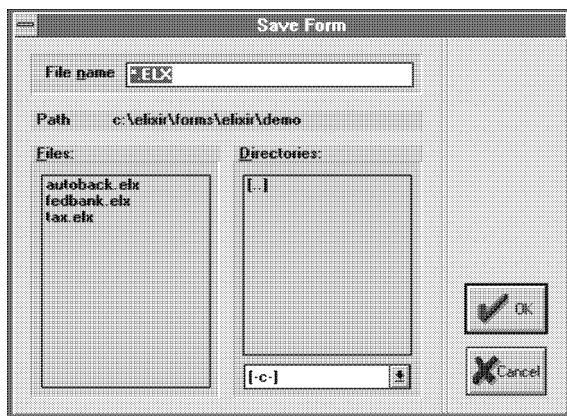 Save Form
File name *.ELX
Path c:\elixir\forms\elixir\demo
Files: Directories:
autoback.elx [..]
fedbank.elx
tax.elx
OK
[-c-]
Cancel